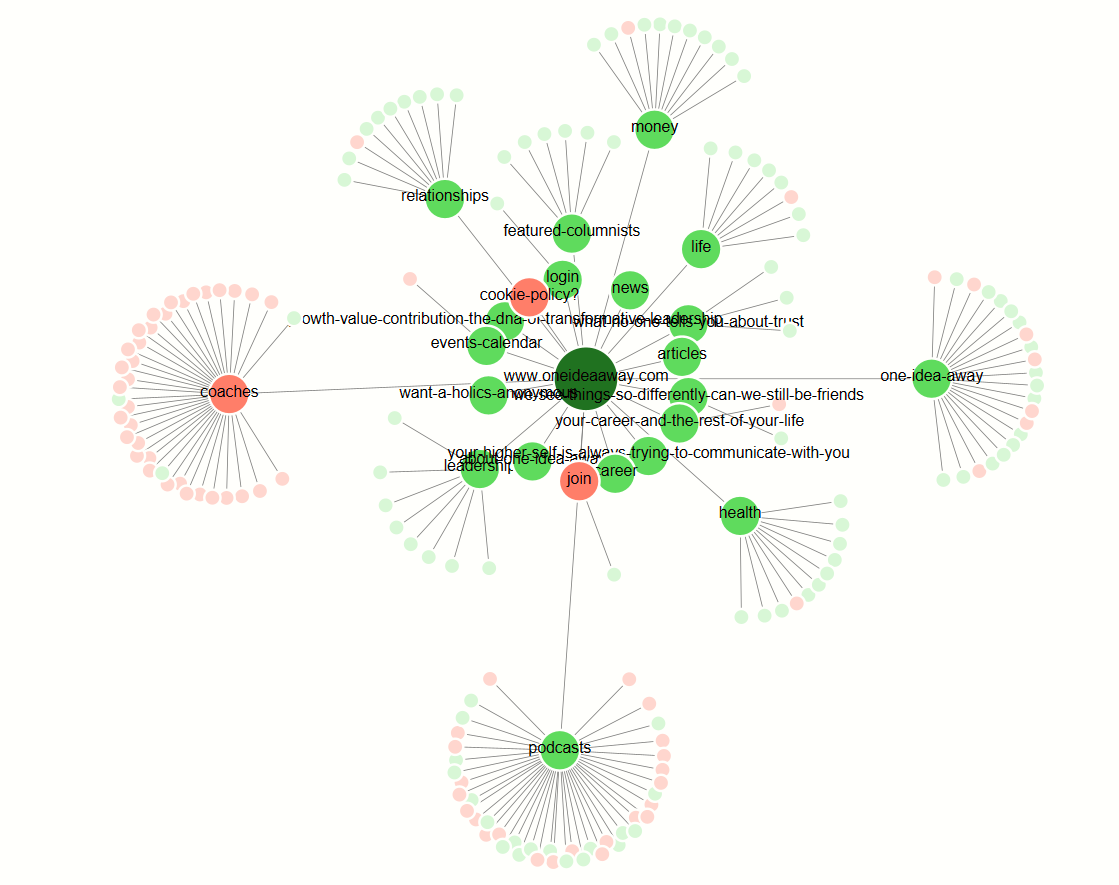 money
relationships
featured-columnists
life
login
news
cookie-policy?
owth-value-contribution-the-dna-of-transformative-leadership
what-no-one-tells-you-about-trust
events-calendar
articles
www.oneideaaway.com
one-idea-away
coaches
want-a-holics-anonymous
we-see-things-so-differently-can-we-still-be-friends
your-career-and-the-rest-of-your-life
your-higher-self-is-always-trying-to-communicate-with-you
about-one-idea-awa
leadership
career
join
health
podcasts